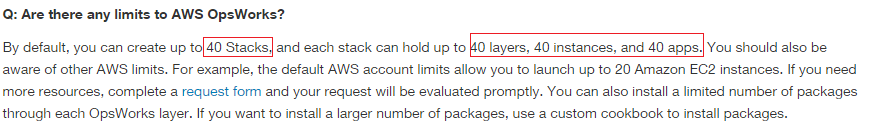 Q: Are there any limits to AWS OpsWorks?
By default, you can create up to 40 Stacks, and each stack can hold up to 40 layers, 40 instances, and 40 apps. You should also be
aware of other AWS limits. For example, the default AWS account limits allow you to launch up to 20 Amazon EC2 instances. If you need
more resources, complete a request form and your request will be evaluated promptly. You can also install a limited number of packages
through each OpsWorks layer. If you want to install a larger number of packages, use a custom cookbook to install packages.